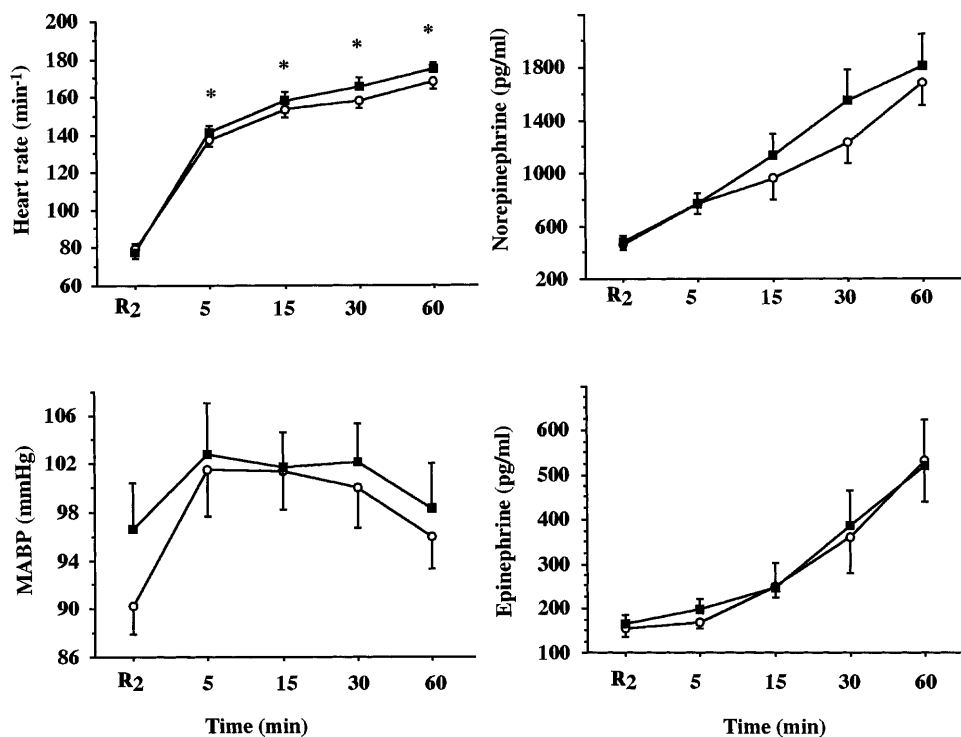 Heart rate (min-1)
200
180
160
140
120
100
80
60
* * * *
R2 5 15 30 60
Norepinephrine (pg/ml)
1800
1400
1000
600
200
R2 5 15 30 60
MABP (mmHg)
106
102
98
94
90
86
R2 5 15 30 60
Time (min)
Epinephrine (pg/ml)
600
500
400
300
200
100
R2 5 15 30 60
Time (min)